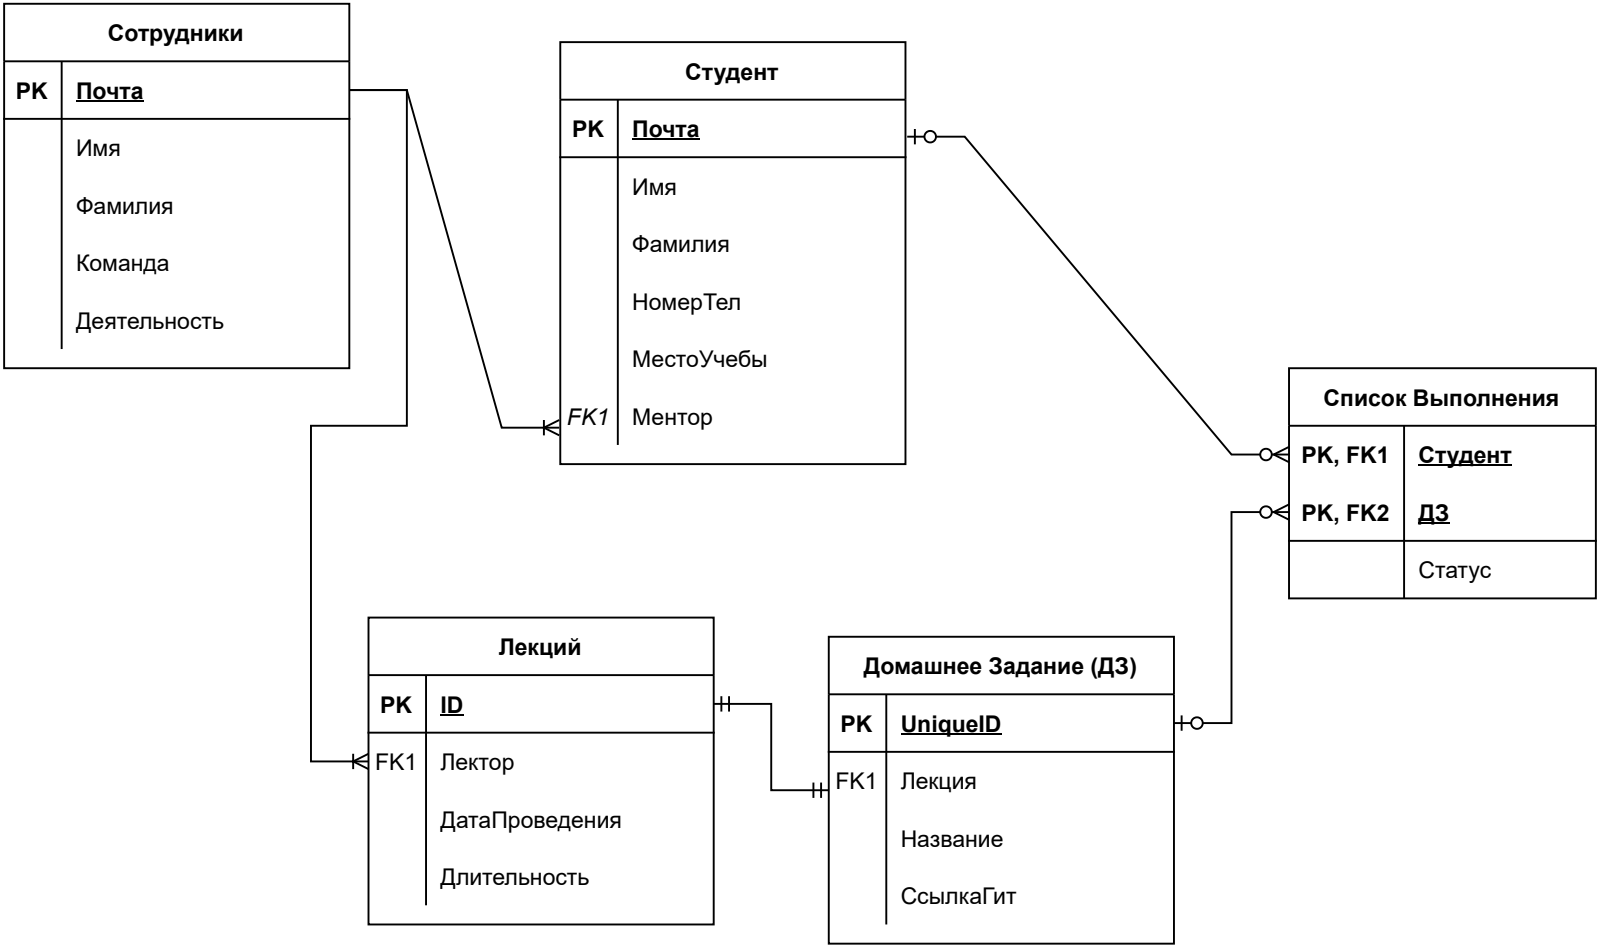 Сотрудники
PK Почта
Имя
Фамилия
Команда
Деятельность
Студент
PK Почта
Имя
Фамилия
НомерТел
МестоУчебы
FK1 Ментор
Список Выполнения
PK, FK1 Студент
PK, FK2 ДЗ
Статус
Лекций
PK ID
FK1 Лектор
ДатаПроведения
Длительность
Домашнее Задание (ДЗ)
PK UniqueID
FK1 Лекция
Название
СсылкаГит